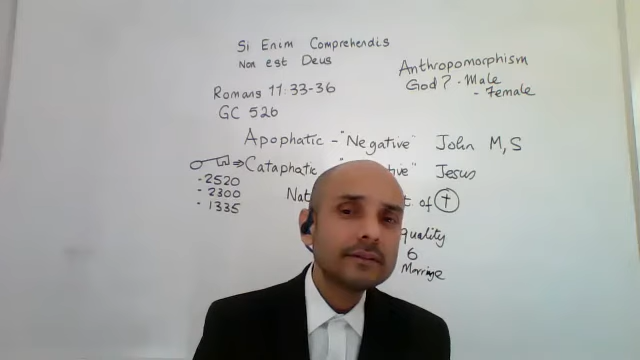 Si Enim Comprehendis
Non est Deus
Anthropomorphism
God? - Male
- Female
Romans 11:33-36
GC 526
Apophatic - "Negative" John M, S
Cataphatic Jesus
- 2520
- 2300
- 1335
Nat of
quality
6
Marriage